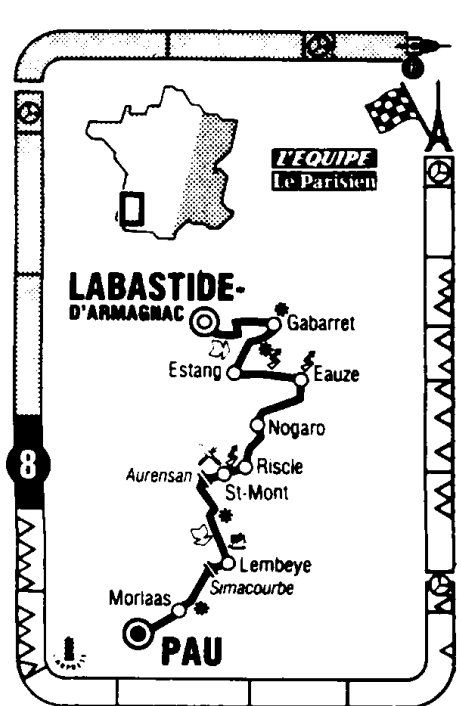 L'EQUIPE
Le Parisien
LABASTIDE-
D'ARMAGNAC
Gabarret
Estang
Eauze
Nogaro
8
Riscle
Aurensan
St-Mont
Lembeye
Simacourbe
Morlaas
PAU